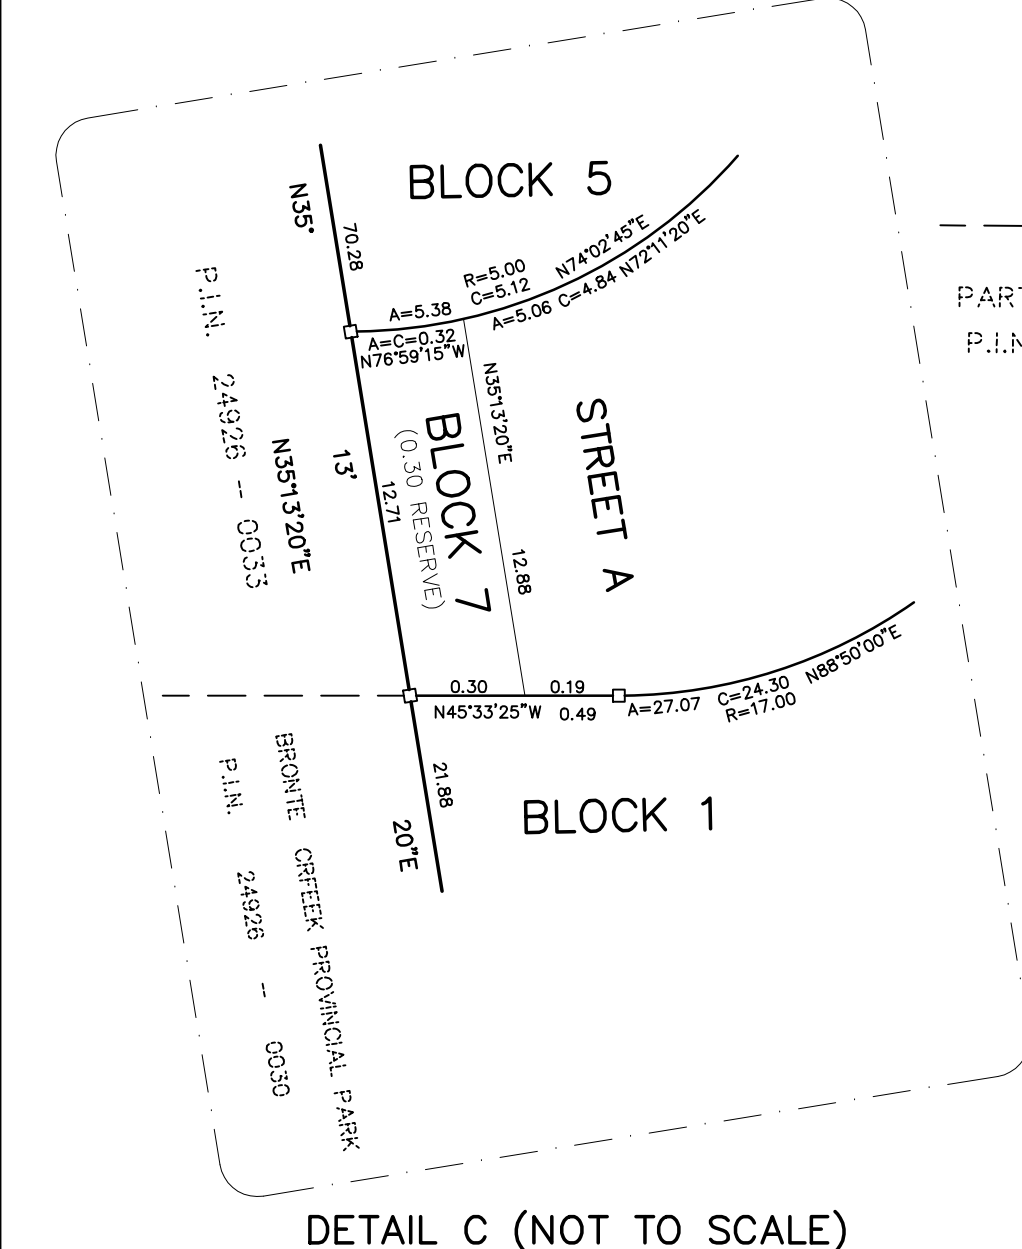 BLOCK 5
N35°
70.28
R=5.00
C=5.12
N74°02'45"E
A=5.38
A=5.06 C=4.84 N72°11'20"E
A=C=0.32
N76°59'15"W
P.I.N. 24926 -- 0033
PART
P.I.N
N35°13'20"E
STREET A
BLOCK 7
(0.30 RESERVE)
13'
12.71
N35°13'20"E
12.88
0.30
0.19
N45°33'25"W
0.49
A=27.07
C=24.30
R=17.00
N88°50'00"E
21.88
20"E
BLOCK 1
BRONTE CRFEEK PROVINCIAL PARK
P.I.N. 24926 -- 0030
DETAIL C (NOT TO SCALE)